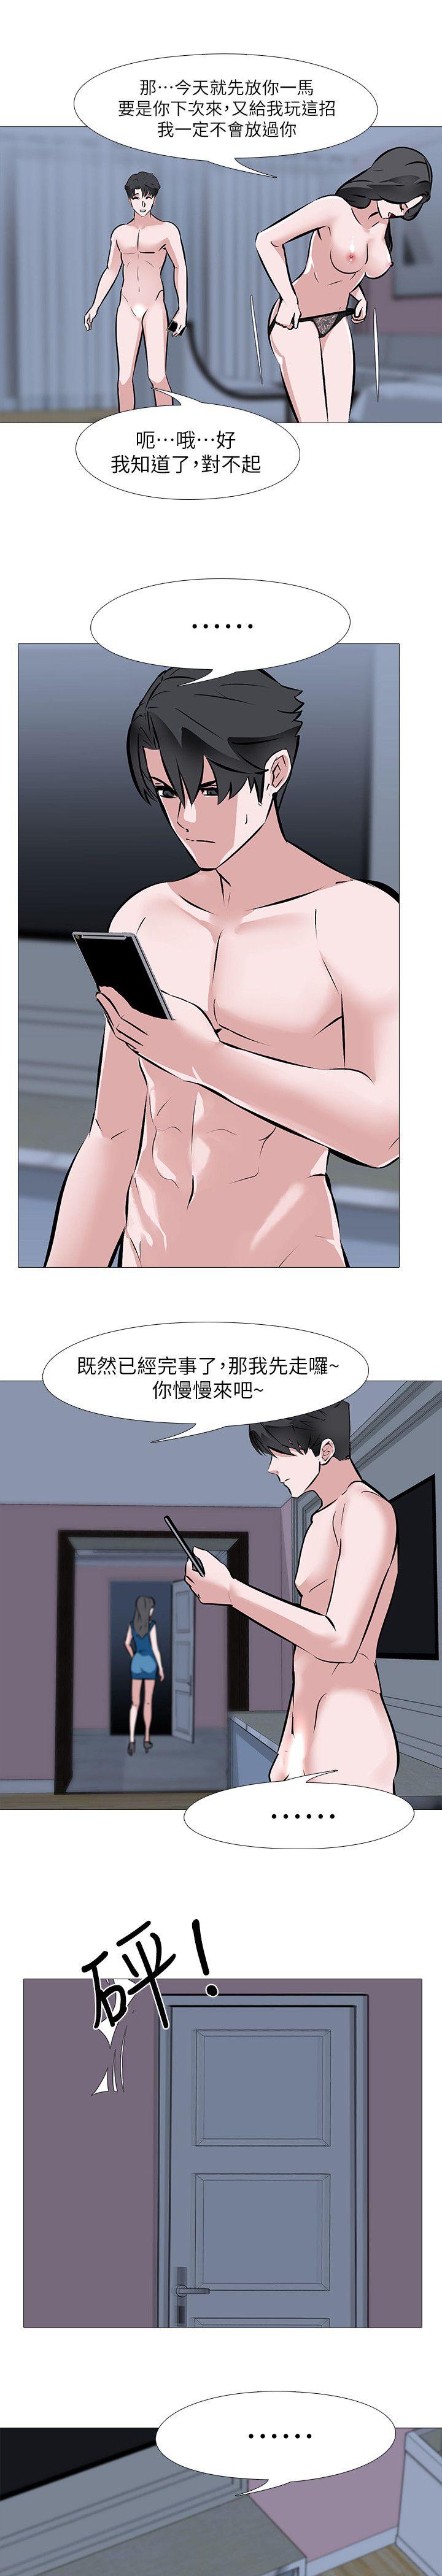 那…今天就先放你一馬
要是你下次來,又給我玩這招
我一定不會放過你
呃…哦…好
我知道了,對不起
……
既然已經完事了,那我先走囉~
你慢慢來吧~
……
砰!
……